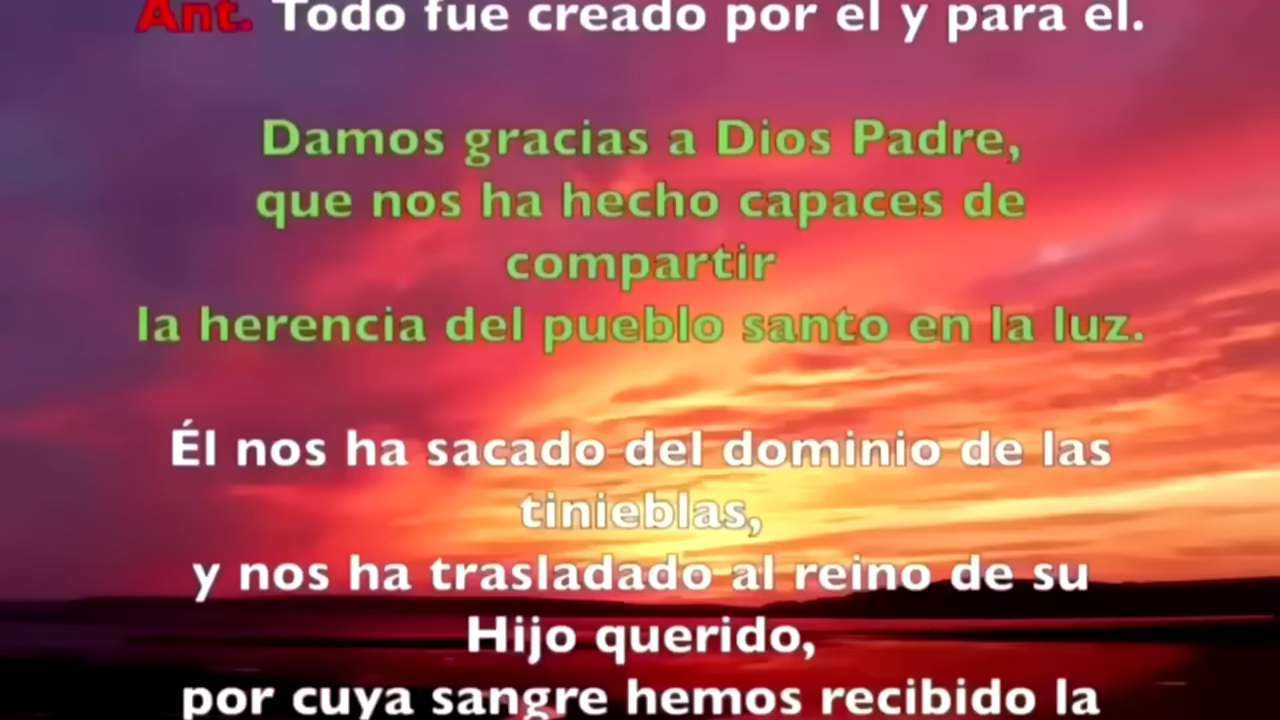 Ant. Todo fue creado por él y para él.
Damos gracias a Dios Padre,
que nos ha hecho capaces de
compartir
la herencia del pueblo santo en la luz.
Él nos ha sacado del dominio de las
tinieblas,
y nos ha trasladado al reino de su
Hijo querido,
por cuya sangre hemos recibido la